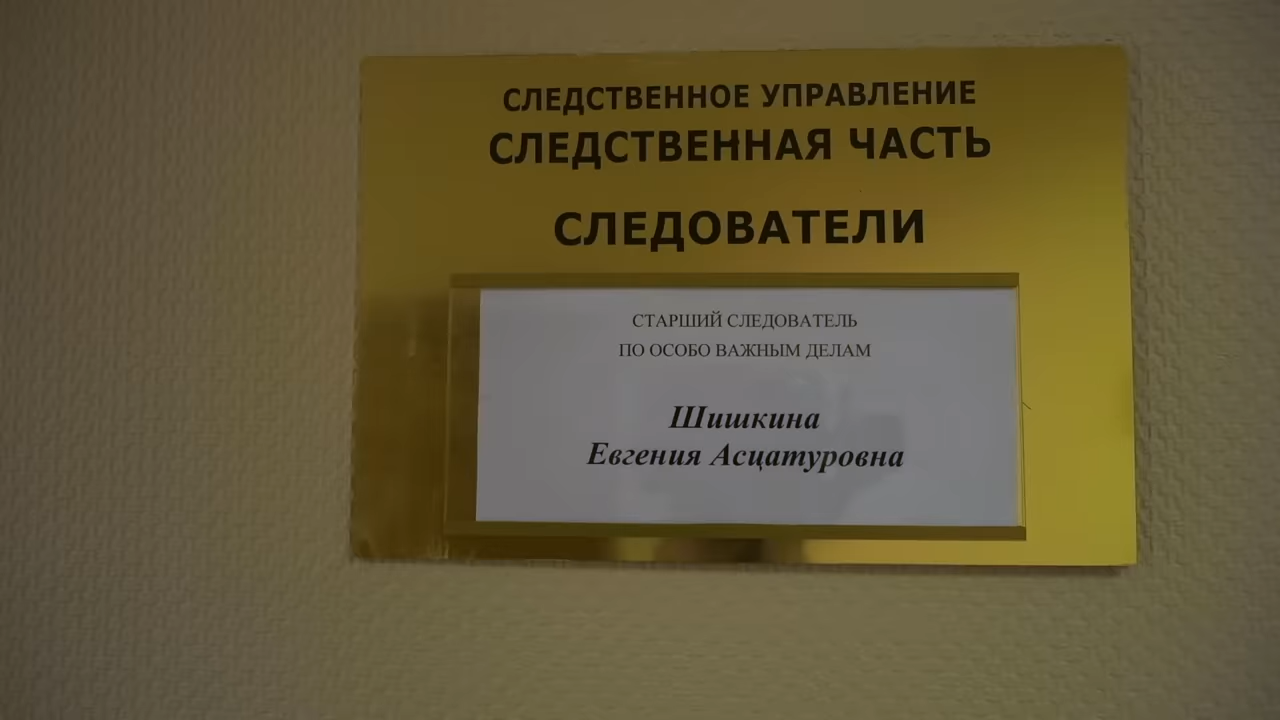 СЛЕДСТВЕННОЕ УПРАВЛЕНИЕ
СЛЕДСТВЕННАЯ ЧАСТЬ
СЛЕДОВАТЕЛИ
СТАРШИЙ СЛЕДОВАТЕЛЬ
ПО ОСОБО ВАЖНЫМ ДЕЛАМ
Шишкина
Евгения Асцатуровна